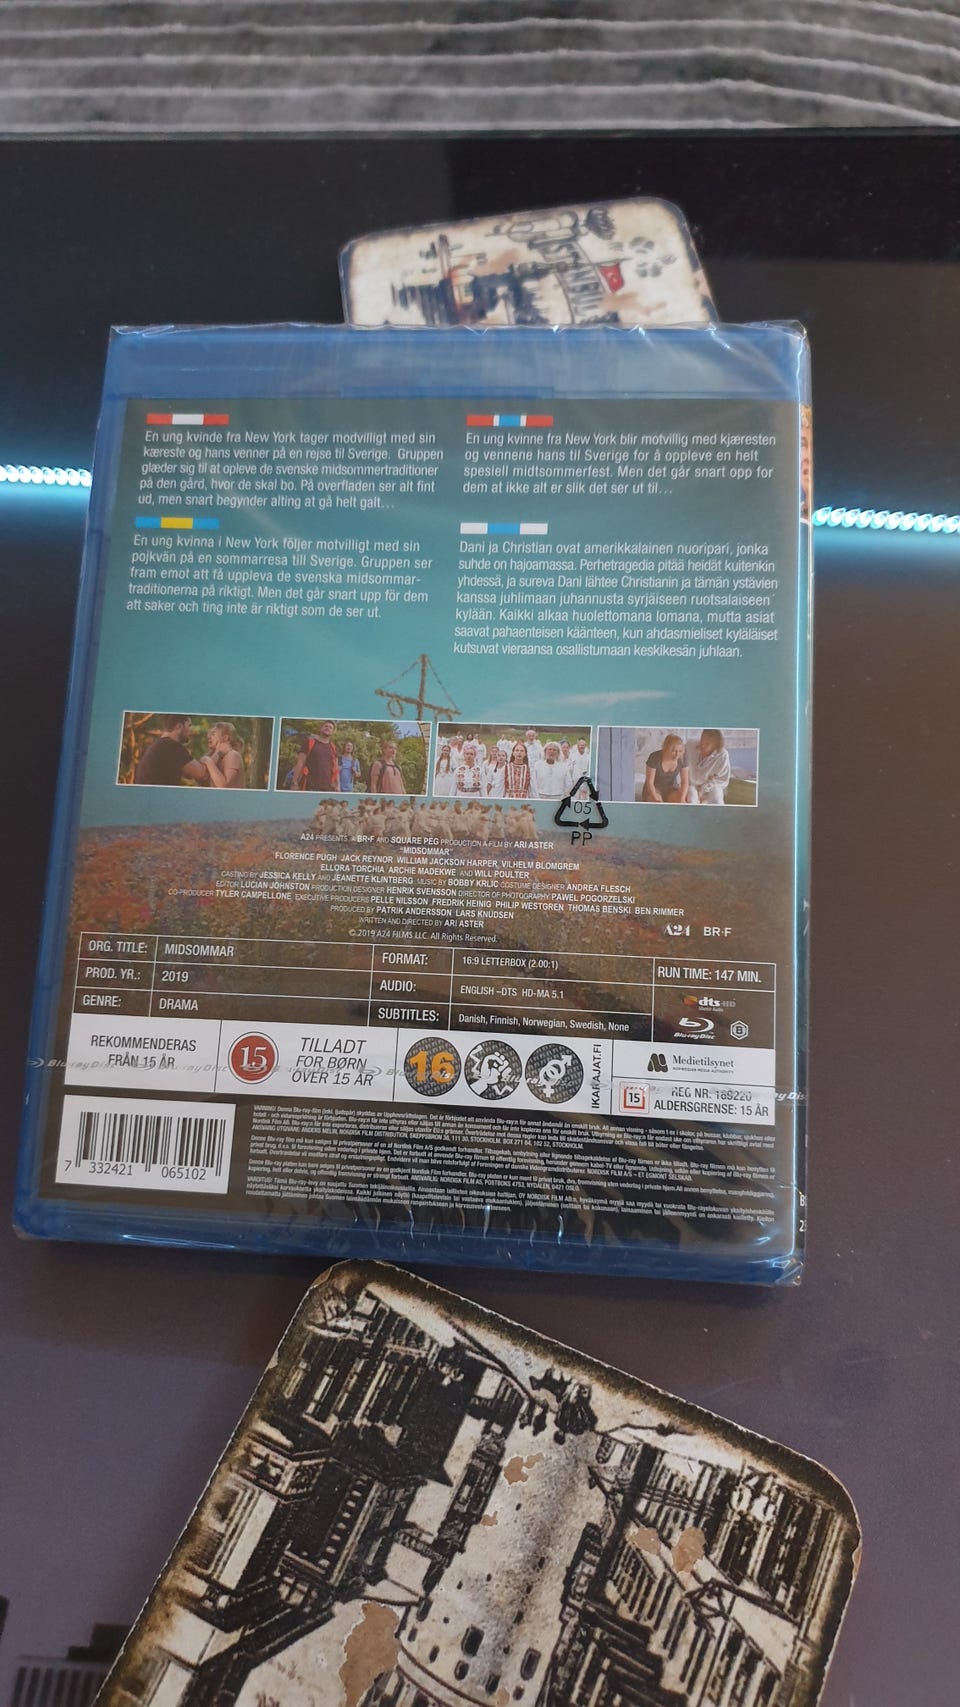 En ung kvinde fra New York tager modvilligt med sin
kæreste og hans venner på en rejse til Sverige. Gruppen
glæder sig til at opleve de svenske midsommertraditioner
på den gård, hvor de skal bo. På overfladen ser alt fint
ud, men snart begynder alting at gå helt galt...
En ung kvinne fra New York blir motvillig med kjæresten
og vennene hans til Sverige for å oppleve en helt
spesiell midtsommerfest. Men det går snart opp for
dem at ikke alt er slik det ser ut til...
En ung kvinna i New York följer motvilligt med sin
pojkvän på en sommarresa till Sverige. Gruppen ser
fram emot att få uppleva de svenska midsommar-
traditionerna på riktigt. Men det går snart upp för dem
att saker och ting inte är riktigt som de ser ut.
Dani ja Christian ovat amerikkalainen nuoripari, jonka
suhde on hajoamassa. Perhetragedia pitää heidät kuitenkin
yhdessä, ja sureva Dani lähtee Christianin ja tämän ystävien
kanssa juhlimaan juhannusta syrjäiseen ruotsalaiseen
kylään. Kaikki alkaa huolettomana lomana, mutta asiat
saavat pahaenteisen käänteen, kun ahdasmieliset kyläläiset
kutsuvat vieraansa osallistumaan keskikesän juhlaan.
05
PP
A24 PRESENTS A BR•F AND SQUARE PEG PRODUCTION A FILM BY ARI ASTER
"MIDSOMMAR"
FLORENCE PUGH JACK REYNOR WILLIAM JACKSON HARPER VILHELM BLOMGREM
ELLORA TORCHIA ARCHIE MADEKWE AND WILL POULTER
CASTING BY JESSICA KELLY AND JEANETTE KLINTBERG MUSIC BY BOBBY KRLIC COSTUME DESIGNER ANDREA FLESCH
EDITOR LUCIAN JOHNSTON PRODUCTION DESIGNER HENRIK SVENSSON DIRECTOR OF PHOTOGRAPHY PAWEL POGORZELSKI
CO-PRODUCER TYLER CAMPELLONE EXECUTIVE PRODUCERS PELLE NILSSON FREDRIK HEINIG PHILIP WESTGREN THOMAS BENSKI BEN RIMMER
PRODUCED BY PATRIK ANDERSSON LARS KNUDSEN
WRITTEN AND DIRECTED BY ARI ASTER
© 2019 A24 FILMS LLC. All Rights Reserved.
A24 BR•F
ORG. TITLE: MIDSOMMAR
PROD. YR.: 2019
GENRE: DRAMA
FORMAT: 16:9 LETTERBOX (2.00:1)
AUDIO: ENGLISH –DTS HD-MA 5.1
SUBTITLES: Danish, Finnish, Norwegian, Swedish, None
RUN TIME: 147 MIN.
dts-HD
Master Audio
Blu-ray Disc
B
REKOMMENDERAS
FRÅN 15 ÅR
15
TILLADT
FOR BØRN
OVER 15 ÅR
16
IKARAJAT.FI
Medietilsynet
NORWEGIAN MEDIA AUTHORITY
15
REG NR: 189220
ALDERSGRENSE: 15 ÅR
7 332421 065102